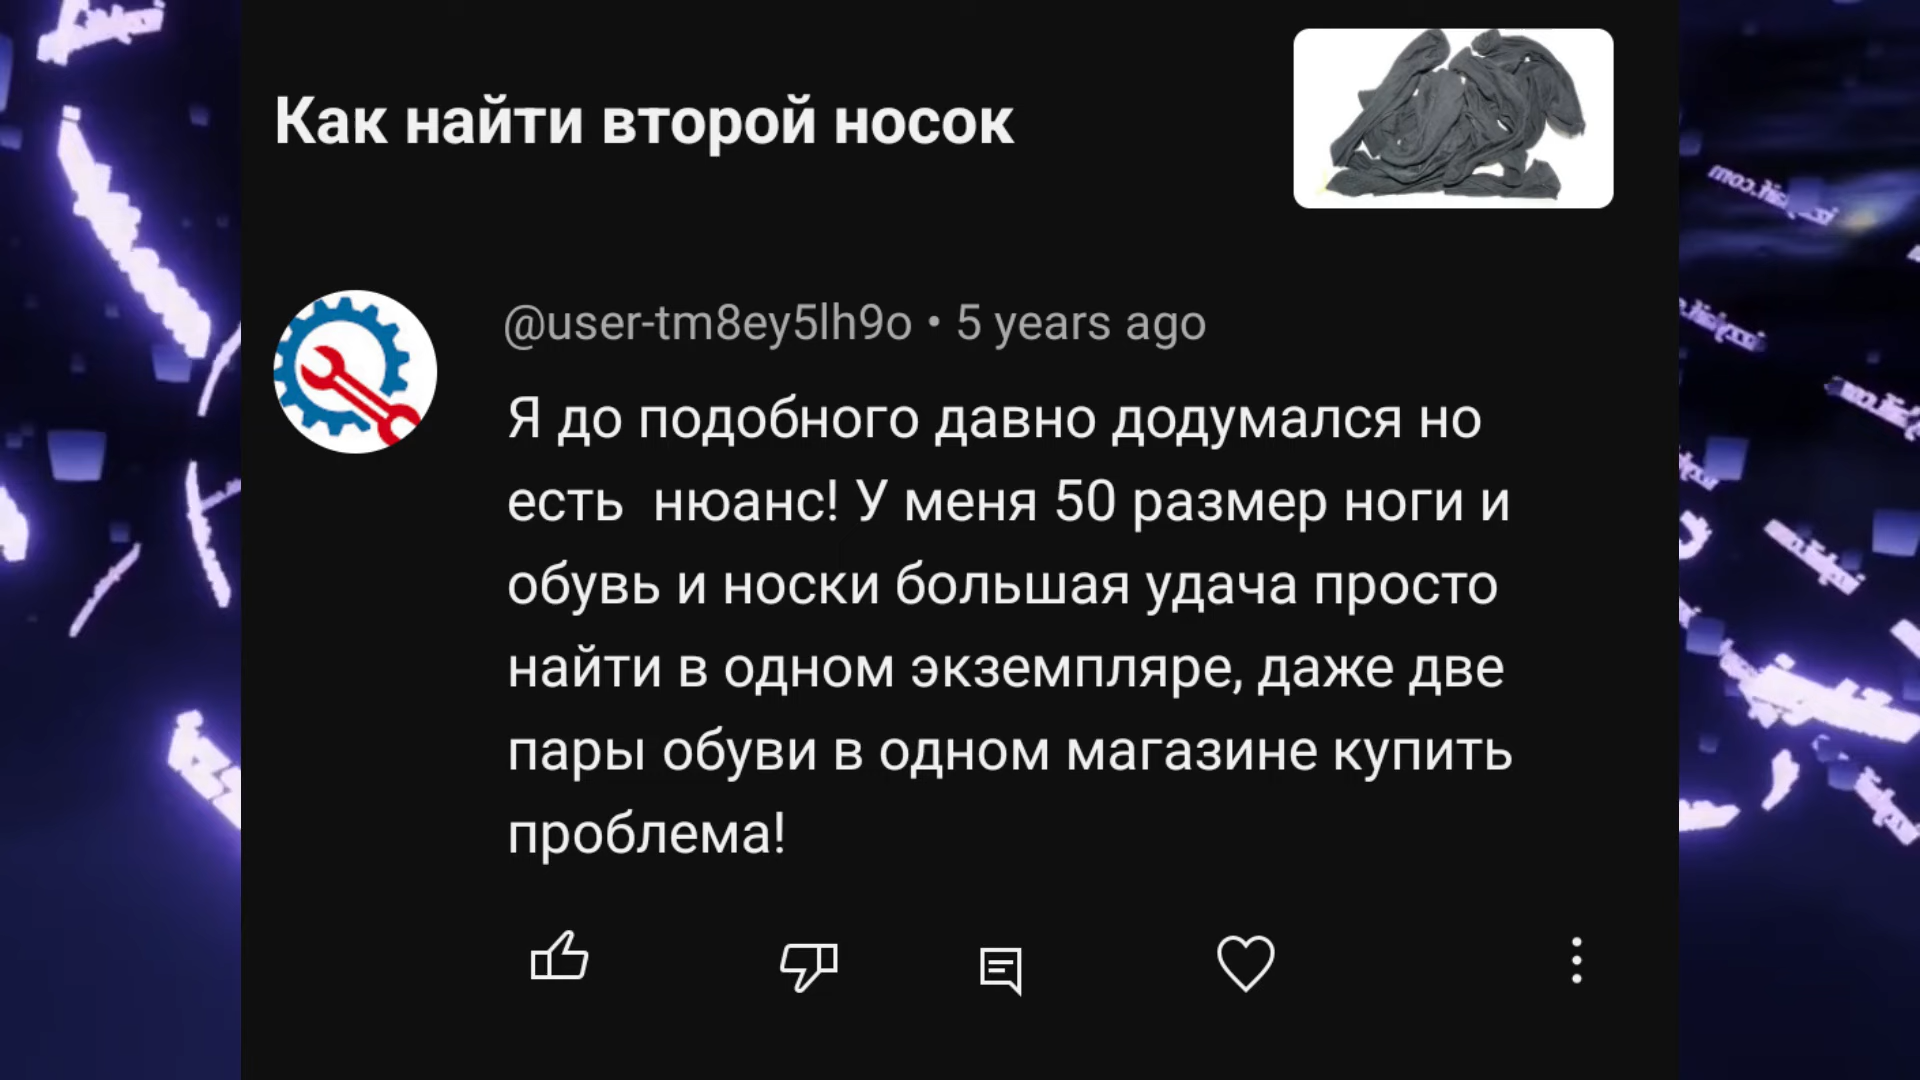 Как найти второй носок
@user-tm8ey5lh9o • 5 years ago
Я до подобного давно додумался но
есть  нюанс! У меня 50 размер ноги и
обувь и носки большая удача просто
найти в одном экземпляре, даже две
пары обуви в одном магазине купить
проблема!